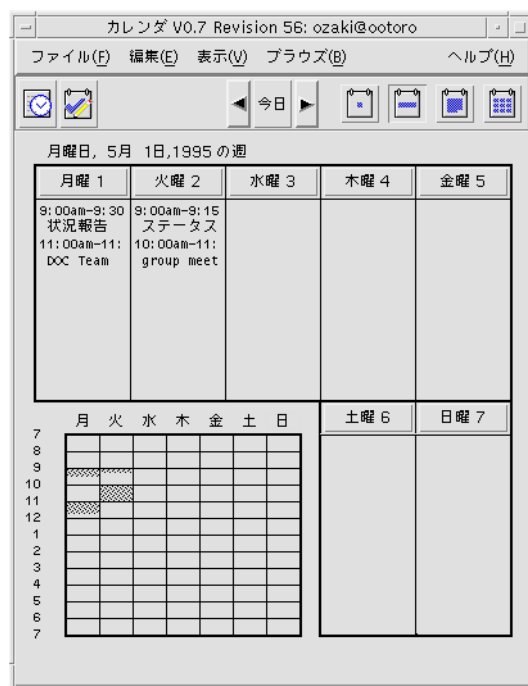 カレンダ V0.7 Revision 56: ozaki@ootoro
ファイル(F) 編集(E) 表示(V) ブラウズ(B) ヘルプ(H)
今日
月曜日, 5月 1日,1995 の週
月曜 1 火曜 2 水曜 3 木曜 4 金曜 5
9:00am-9:30 9:00am-9:15
状況報告 ステータス
11:00am-11: 10:00am-11:
DOC Team group meet
月 火 水 木 金 土 日 土曜 6 日曜 7
7
8
9
10
11
12
1
2
3
4
5
6
7